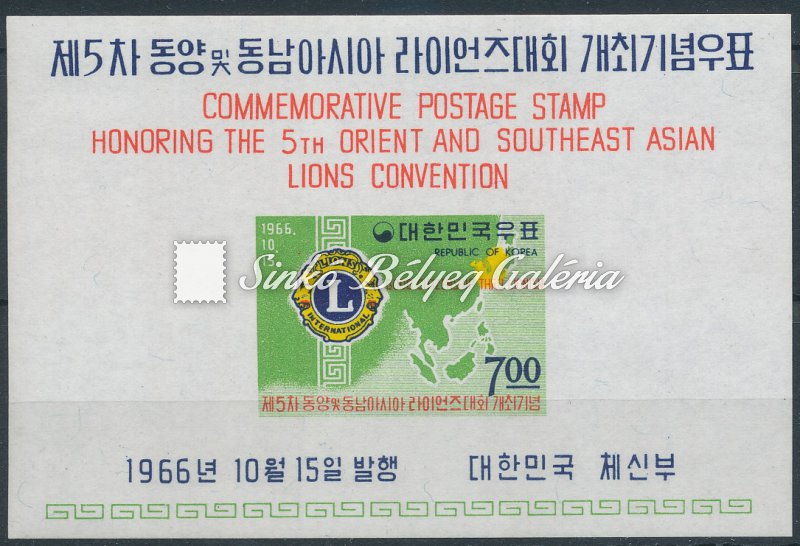 제5차 동양및동남아시아 라이언즈대회 개최기념우표
COMMEMORATIVE POSTAGE STAMP
HONORING THE 5TH ORIENT AND SOUTHEAST ASIAN
LIONS CONVENTION
1966.
10.
대한민국우표
REPUBLIC OF KOREA
Sinko Bélyeg Galéria
LIONS
L
INTERNATIONAL
7.00
제5차 동양및동남아시아 라이언즈대회 개최기념
1966년 10월 15일 발행
대한민국 체신부